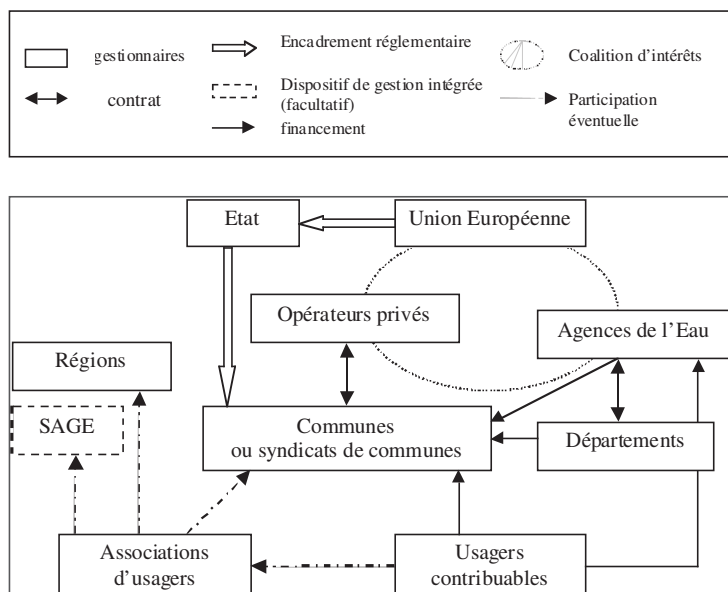 gestionnaires
Encadrement réglementaire
Coalition d'intérêts
contrat
Dispositif de gestion intégrée
(facultatif)
financement
Participation
éventuelle
Etat
Union Européenne
Opérateurs privés
Agences de l'Eau
Régions
SAGE
Communes
ou syndicats de communes
Départements
Associations
d'usagers
Usagers
contribuables